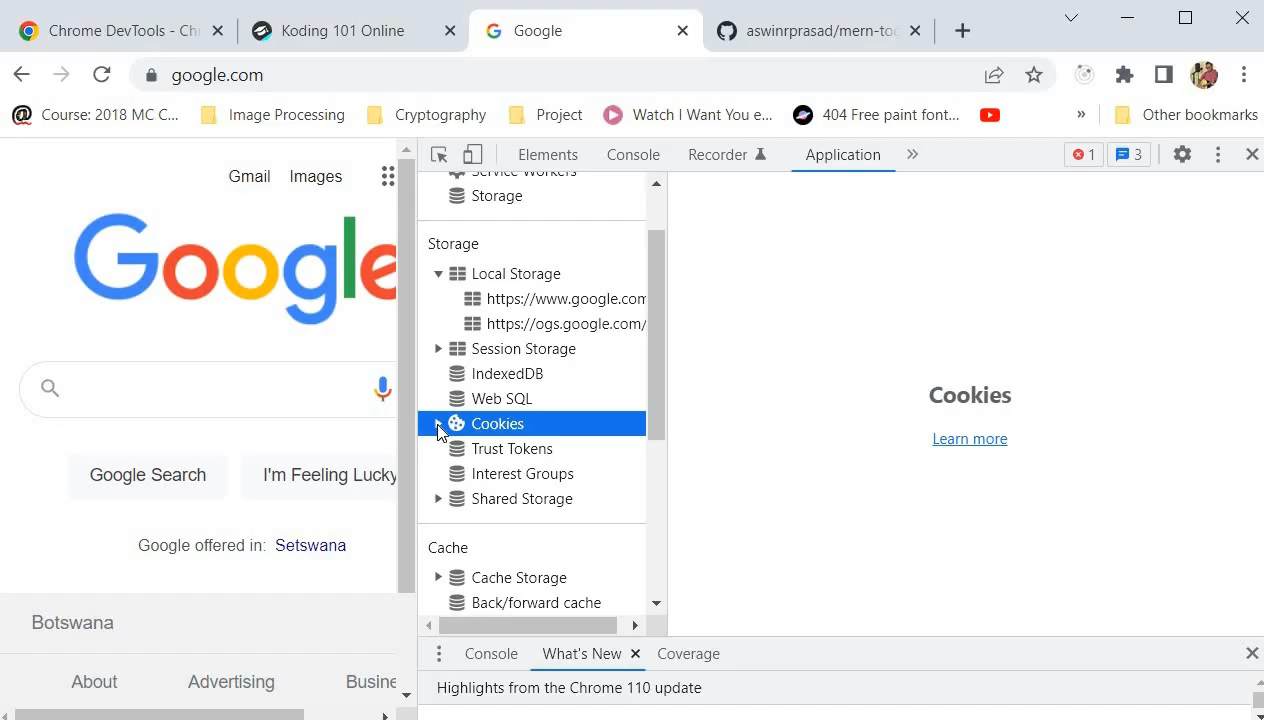 Chrome DevTools - Ch
Koding 101 Online
Google
aswinrprasad/mern-to
google.com
Course: 2018 MC C...
Image Processing
Cryptography
Project
Watch I Want You e...
404 Free paint font...
»
Other bookmarks
Gmail
Images
Google
Google Search
I'm Feeling Lucky
Google offered in: Setswana
Botswana
About
Advertising
Busine
Elements
Console
Recorder
Application
»
1
3
Service Workers
Storage
Storage
Local Storage
https://www.google.com
https://ogs.google.com/
Session Storage
IndexedDB
Web SQL
Cookies
Trust Tokens
Interest Groups
Shared Storage
Cache
Cache Storage
Back/forward cache
Cookies
Learn more
Console
What's New
Coverage
Highlights from the Chrome 110 update